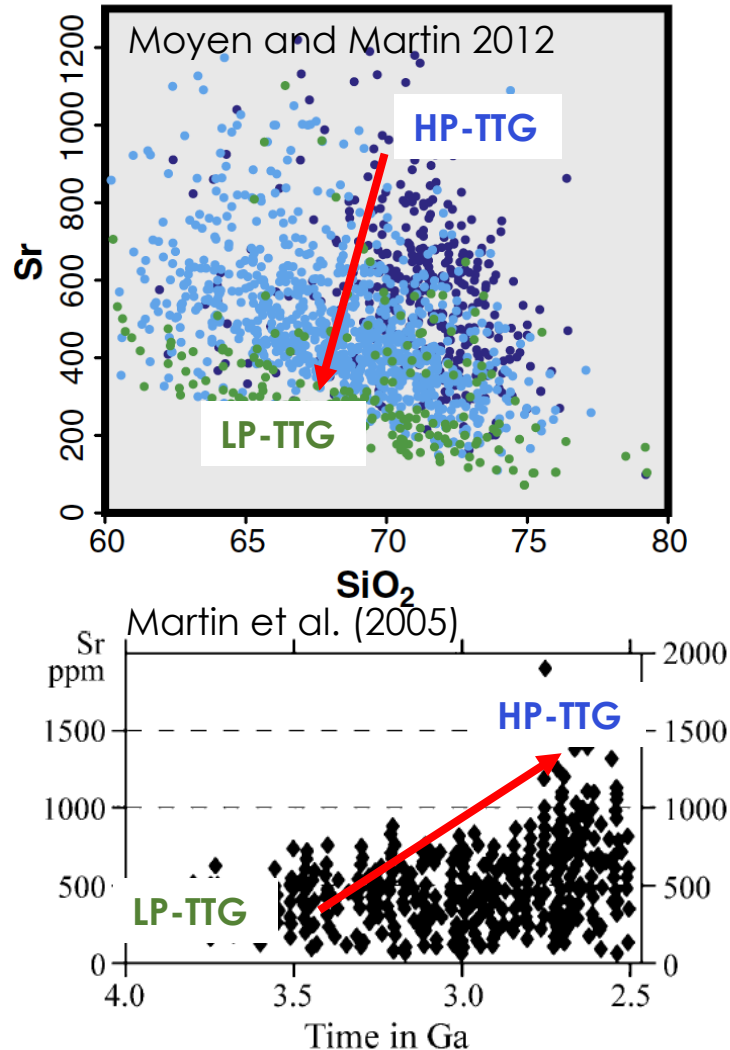 Moyen and Martin 2012
HP-TTG
LP-TTG
Sr
1200
1000
800
600
400
200
0
60 65 70 75 80
SiO₂
Martin et al. (2005)
Sr
ppm
2000
HP-TTG
1500 1500
1000 1000
500 500
LP-TTG
0 0
4.0 3.5 3.0 2.5
Time in Ga